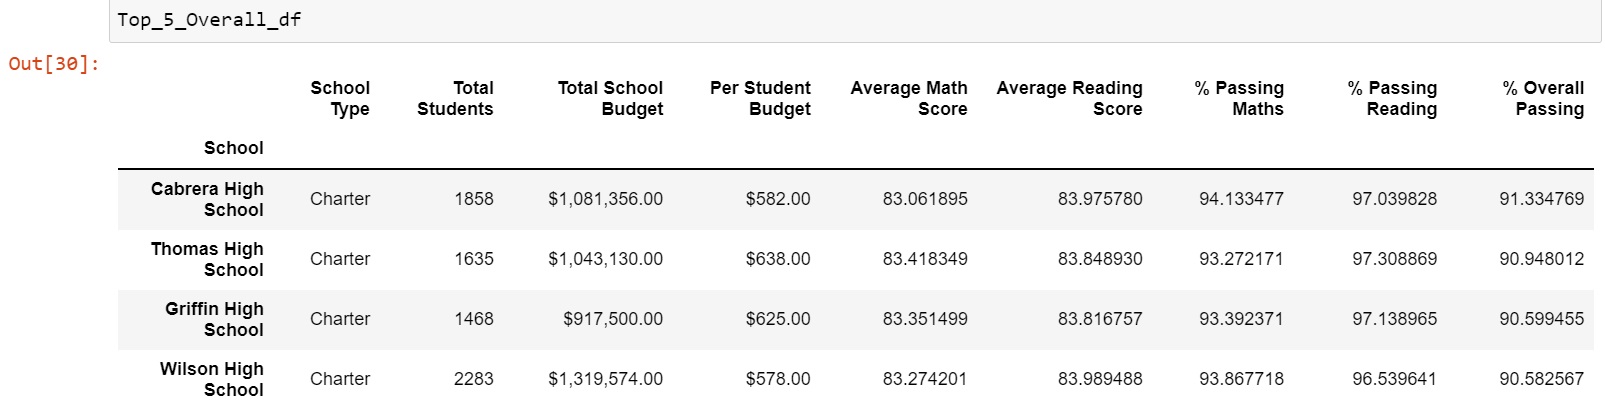 Top_5_Overall_df
Out[30]:
School Type Total Students Total School Budget Per Student Budget Average Math Score Average Reading Score % Passing Maths % Passing Reading % Overall Passing
School
Cabrera High School Charter 1858 $1,081,356.00 $582.00 83.061895 83.975780 94.133477 97.039828 91.334769
Thomas High School Charter 1635 $1,043,130.00 $638.00 83.418349 83.848930 93.272171 97.308869 90.948012
Griffin High School Charter 1468 $917,500.00 $625.00 83.351499 83.816757 93.392371 97.138965 90.599455
Wilson High School Charter 2283 $1,319,574.00 $578.00 83.274201 83.989488 93.867718 96.539641 90.582567